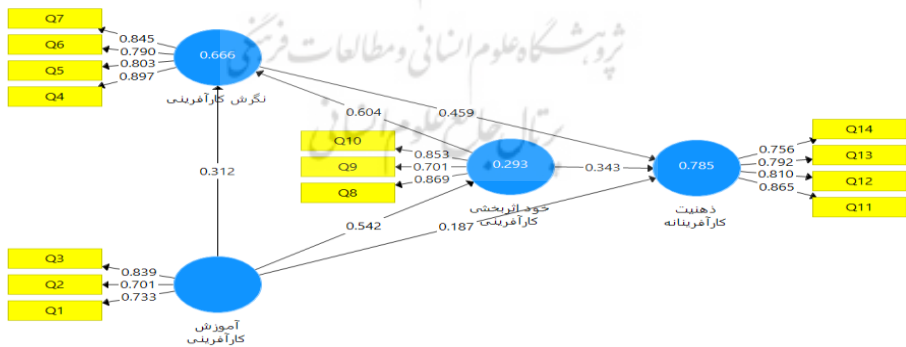 Q7
Q6
Q5
Q4
0.845
0.790
0.803
0.897
0.666
نگرش کارآفرینی
پژوهشگاه علوم انسانی و مطالعات فرهنگی
پرتال جامع علوم انسانی
0.604
0.459
0.312
Q10
Q9
Q8
0.853
0.701
0.869
0.293
خود اثربخشی
کارآفرینی
0.343
0.785
ذهنیت
کارآفرینانه
0.756
0.792
0.810
0.865
Q14
Q13
Q12
Q11
0.542
0.187
Q3
Q2
Q1
0.839
0.701
0.733
آموزش
کارآفرینی